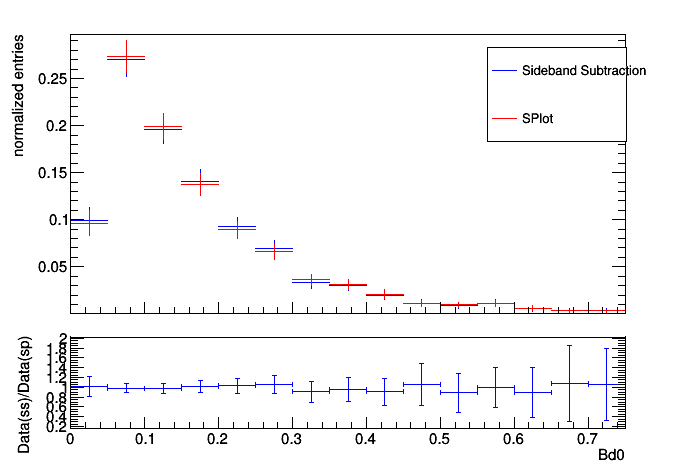 normalized entries
0.25
0.2
0.15
0.1
0.05
Sideband Subtraction
SPlot
Data(ss)/Data(sp)
2
1.8
1.6
1.4
1.2
1
0.8
0.6
0.4
0.2
0 0.1 0.2 0.3 0.4 0.5 0.6 0.7
Bd0